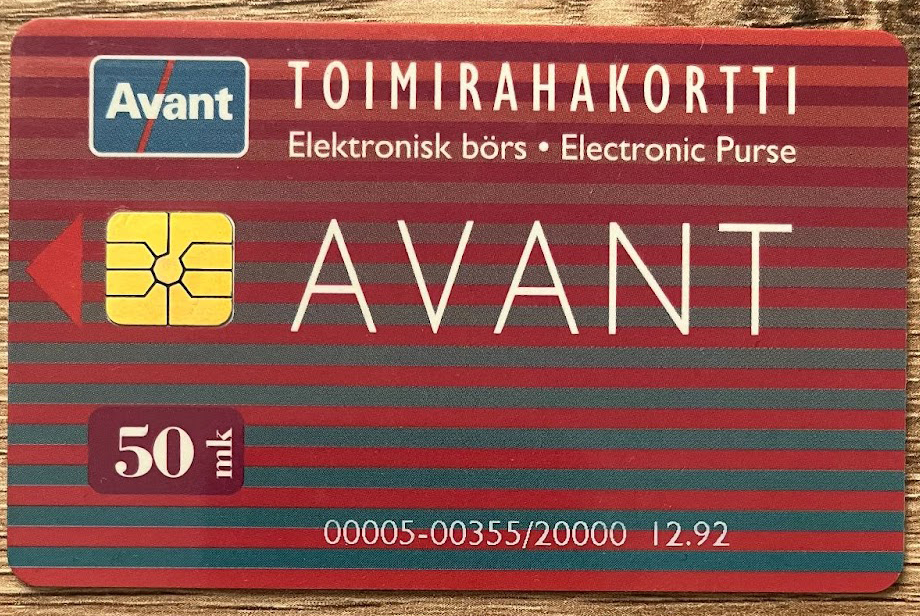 Avant
TOIMIRAHAKORTTI
Elektronisk börs • Electronic Purse
AVANT
50 mk
00005-00355/20000 12.92